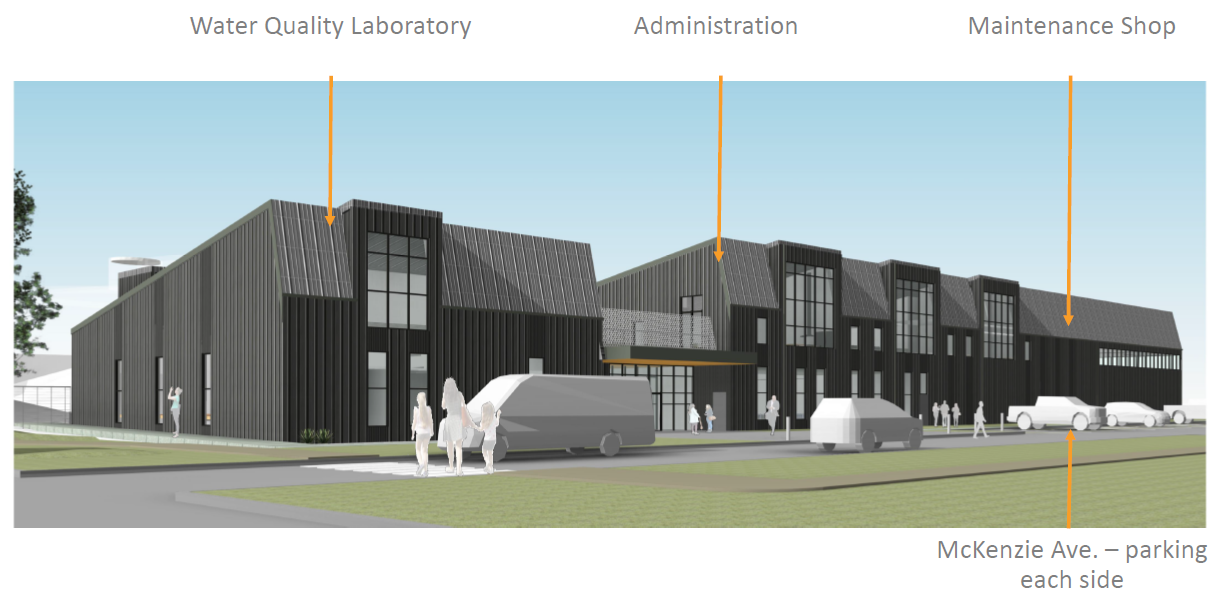 Water Quality Laboratory
Administration
Maintenance Shop
McKenzie Ave. – parking
each side